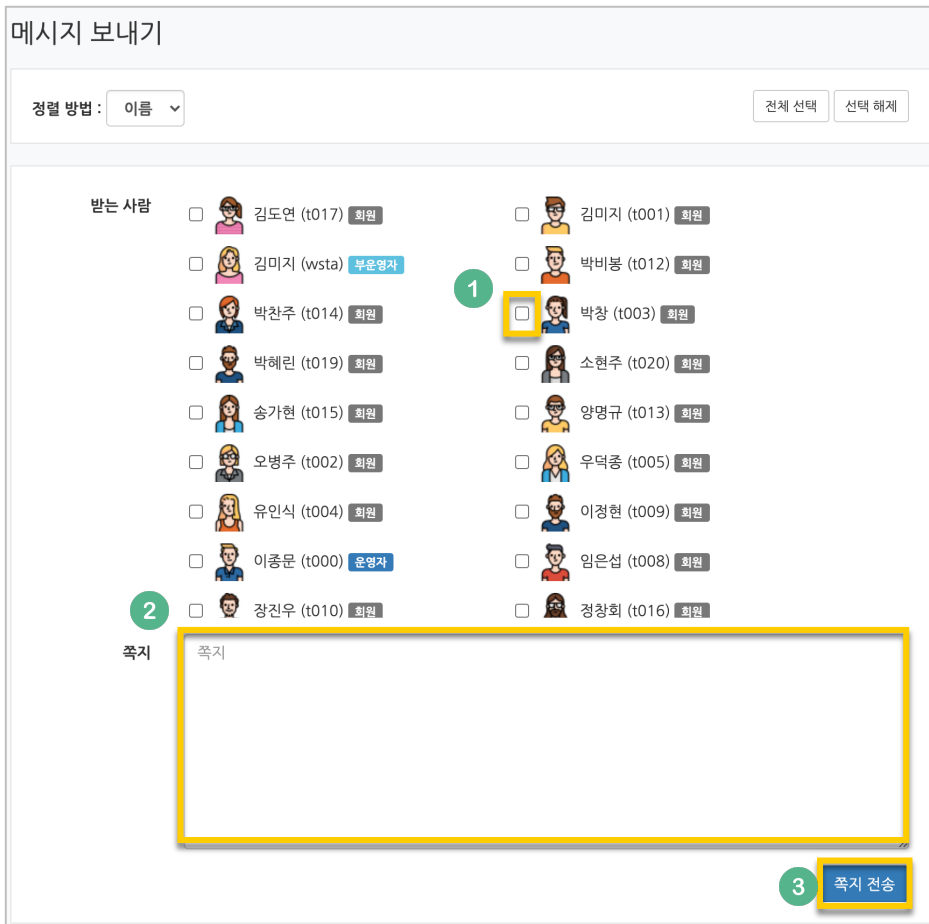 메시지 보내기
정렬 방법 : 이름 전체 선택 선택 해제
받는 사람
김도연 (t017) 회원 김미지 (t001) 회원
김미지 (wsta) 부운영자 박비봉 (t012) 회원
1
박찬주 (t014) 회원 박창 (t003) 회원
박혜린 (t019) 회원 소현주 (t020) 회원
송가현 (t015) 회원 양명규 (t013) 회원
오병주 (t002) 회원 우덕종 (t005) 회원
유인식 (t004) 회원 이정현 (t009) 회원
이종문 (t000) 운영자 임은섭 (t008) 회원
2 장진우 (t010) 회원 정창회 (t016) 회원
쪽지 쪽지
3 쪽지 전송